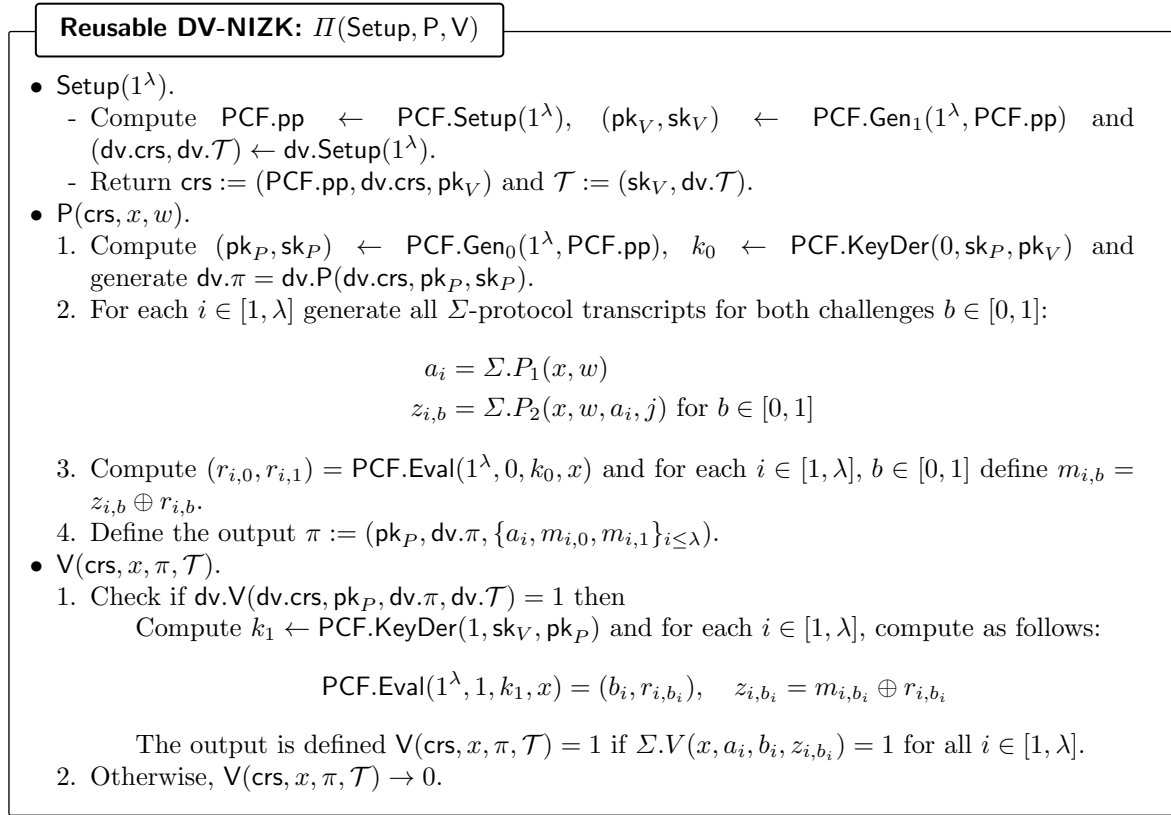 Reusable DV-NIZK: Π(Setup, P, V)
• Setup(1^λ).
- Compute PCF.pp ← PCF.Setup(1^λ), (pk_V, sk_V) ← PCF.Gen_1(1^λ, PCF.pp) and
(dv.crs, dv.𝒯) ← dv.Setup(1^λ).
- Return crs := (PCF.pp, dv.crs, pk_V) and 𝒯 := (sk_V, dv.𝒯).
• P(crs, x, w).
1. Compute (pk_P, sk_P) ← PCF.Gen_0(1^λ, PCF.pp), k_0 ← PCF.KeyDer(0, sk_P, pk_V) and
generate dv.π = dv.P(dv.crs, pk_P, sk_P).
2. For each i ∈ [1, λ] generate all Σ-protocol transcripts for both challenges b ∈ [0, 1]:
a_i = Σ.P_1(x, w)
z_{i,b} = Σ.P_2(x, w, a_i, j) for b ∈ [0, 1]
3. Compute (r_{i,0}, r_{i,1}) = PCF.Eval(1^λ, 0, k_0, x) and for each i ∈ [1, λ], b ∈ [0, 1] define m_{i,b} =
z_{i,b} ⊕ r_{i,b}.
4. Define the output π := (pk_P, dv.π, {a_i, m_{i,0}, m_{i,1}}_{i≤λ}).
• V(crs, x, π, 𝒯).
1. Check if dv.V(dv.crs, pk_P, dv.π, dv.𝒯) = 1 then
Compute k_1 ← PCF.KeyDer(1, sk_V, pk_P) and for each i ∈ [1, λ], compute as follows:
PCF.Eval(1^λ, 1, k_1, x) = (b_i, r_{i,b_i}), z_{i,b_i} = m_{i,b_i} ⊕ r_{i,b_i}
The output is defined V(crs, x, π, 𝒯) = 1 if Σ.V(x, a_i, b_i, z_{i,b_i}) = 1 for all i ∈ [1, λ].
2. Otherwise, V(crs, x, π, 𝒯) → 0.